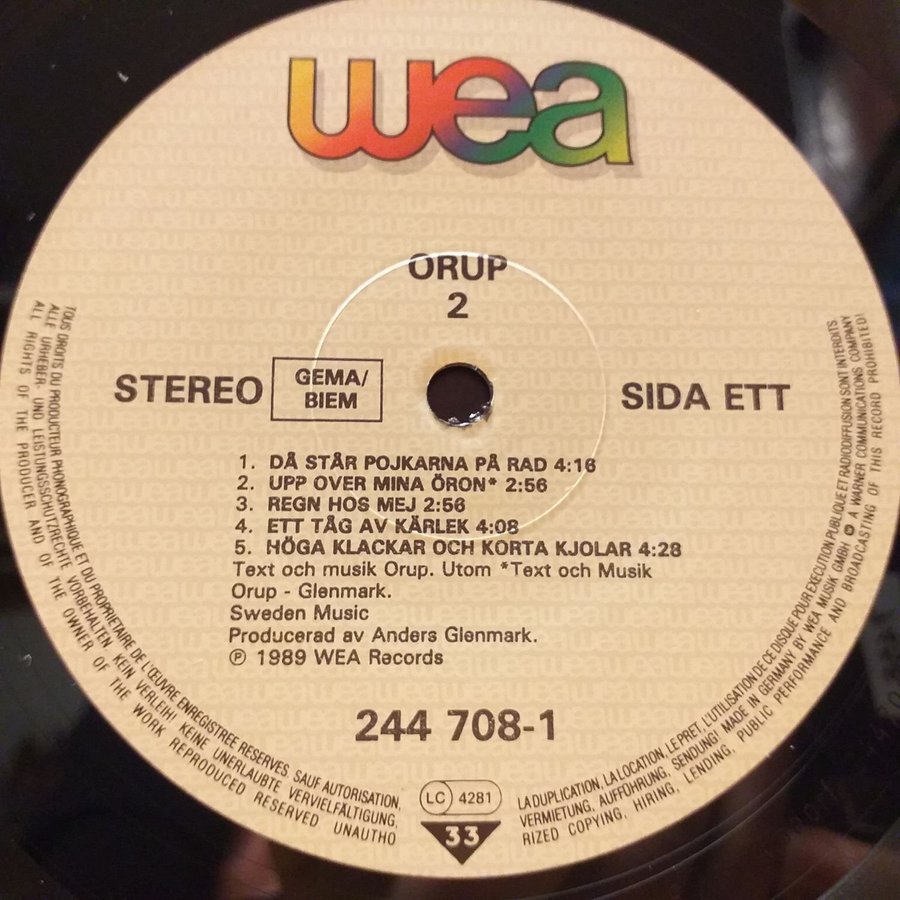 wea
ORUP
2
STEREO
GEMA/
BIEM
SIDA ETT
1. DÅ STÅR POJKARNA PÅ RAD 4:16
2. UPP OVER MINA ÖRON* 2:56
3. REGN HOS MEJ 2:56
4. ETT TÅG AV KÄRLEK 4:08
5. HÖGA KLACKAR OCH KORTA KJOLAR 4:28
Text och musik Orup. Utom *Text och Musik
Orup - Glenmark.
Sweden Music
Producerad av Anders Glenmark.
℗ 1989 WEA Records
244 708-1
LC 4281
33
TOUS DROITS DU PRODUCTEUR PHONOGRAPHIQUE ET DU PROPRIETAIRE DE L'ŒUVRE ENREGISTREE RESERVES. SAUF AUTORISATION, LA DUPLICATION, LA LOCATION, LE PRET, L'UTILISATION DE CE DISQUE POUR EXECUTION PUBLIQUE ET RADIODIFFUSION SONT INTERDITS
ALLE URHEBER- UND LEISTUNGSSCHUTZRECHTE VORBEHALTEN KEIN VERLEIH! KEINE UNERLAUBTE VERVIELFÄLTIGUNG, VERMIETUNG, AUFFÜHRUNG, SENDUNG! MADE IN GERMANY BY WEA MUSIK GMBH Ⓞ A WARNER COMMUNICATIONS COMPANY
ALL RIGHTS OF THE PRODUCER AND OF THE OWNER OF THE WORK REPRODUCED RESERVED UNAUTHORIZED COPYING, HIRING, LENDING, PUBLIC PERFORMANCE AND BROADCASTING OF THIS RECORD PROHIBITED!